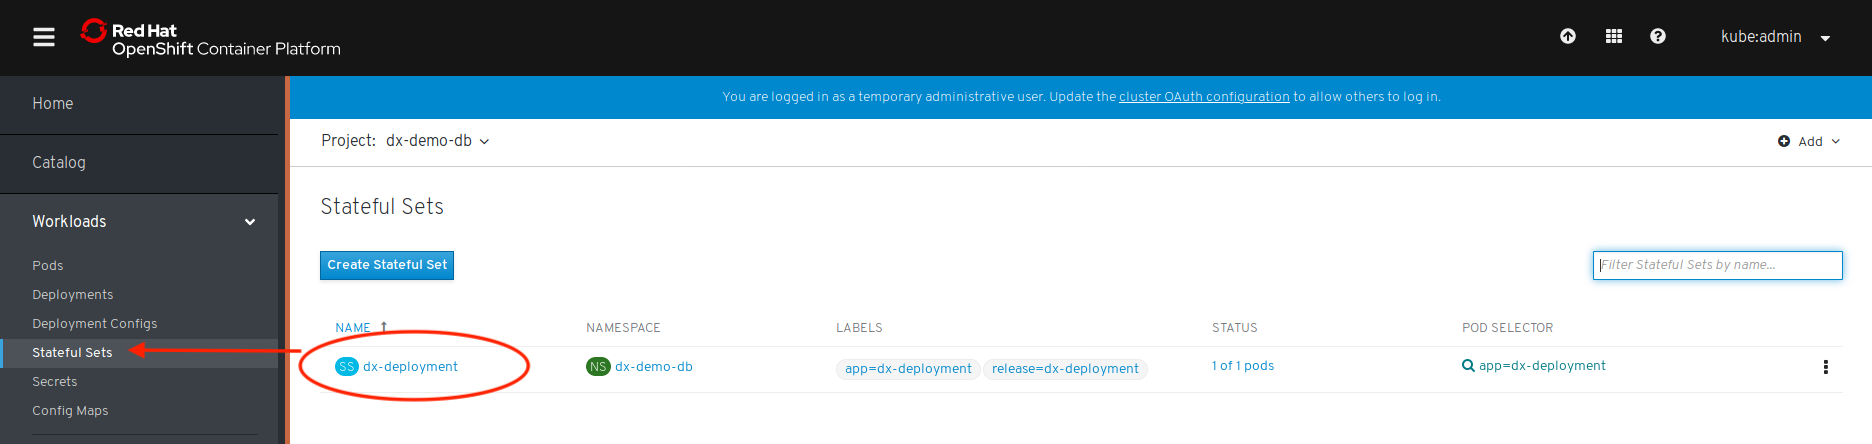 Red Hat
OpenShift Container Platform
kube:admin
You are logged in as a temporary administrative user. Update the cluster OAuth configuration to allow others to log in.
Home
Catalog
Workloads
Pods
Deployments
Deployment Configs
Stateful Sets
Secrets
Config Maps
Project: dx-demo-db
Add
Stateful Sets
Create Stateful Set
Filter Stateful Sets by name...
NAME NAMESPACE LABELS STATUS POD SELECTOR
SS dx-deployment NS dx-demo-db app=dx-deployment release=dx-deployment 1 of 1 pods app=dx-deployment